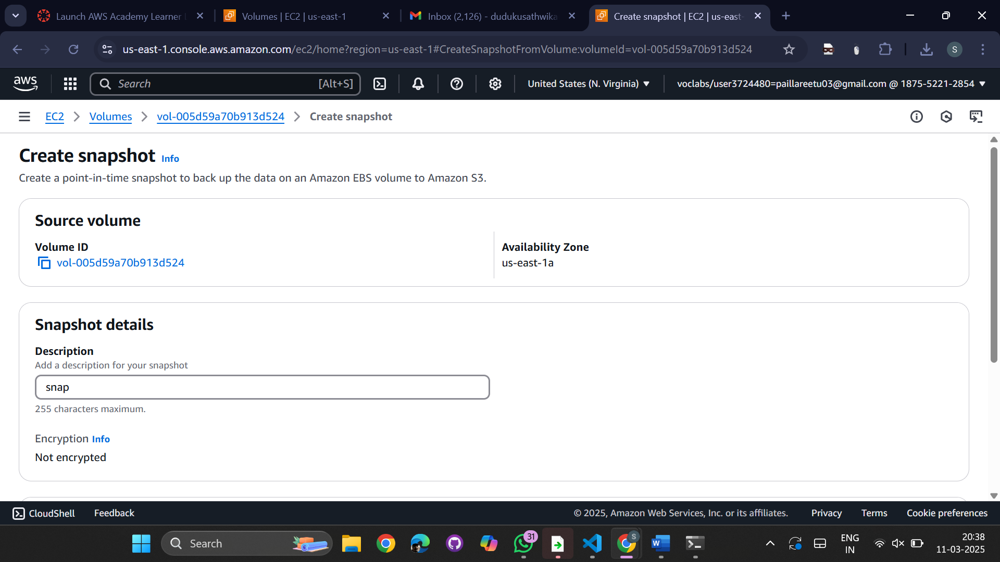 Launch AWS Academy Learner
Volumes | EC2 | us-east-1
Inbox (2,126) - dudukusathwika
Create snapshot | EC2 | us-east-
us-east-1.console.aws.amazon.com/ec2/home?region=us-east-1#CreateSnapshotFromVolume:volumeId=vol-005d59a70b913d524
S
aws
Search
[Alt+S]
United States (N. Virginia)
voclabs/user3724480=paillareetu03@gmail.com @ 1875-5221-2854
EC2
Volumes
vol-005d59a70b913d524
Create snapshot
Create snapshot Info
Create a point-in-time snapshot to back up the data on an Amazon EBS volume to Amazon S3.
Source volume
Volume ID
vol-005d59a70b913d524
Availability Zone
us-east-1a
Snapshot details
Description
Add a description for your snapshot
snap
255 characters maximum.
Encryption Info
Not encrypted
CloudShell
Feedback
© 2025, Amazon Web Services, Inc. or its affiliates.
Privacy
Terms
Cookie preferences
Search
31
S
W
ENG
IN
20:38
11-03-2025